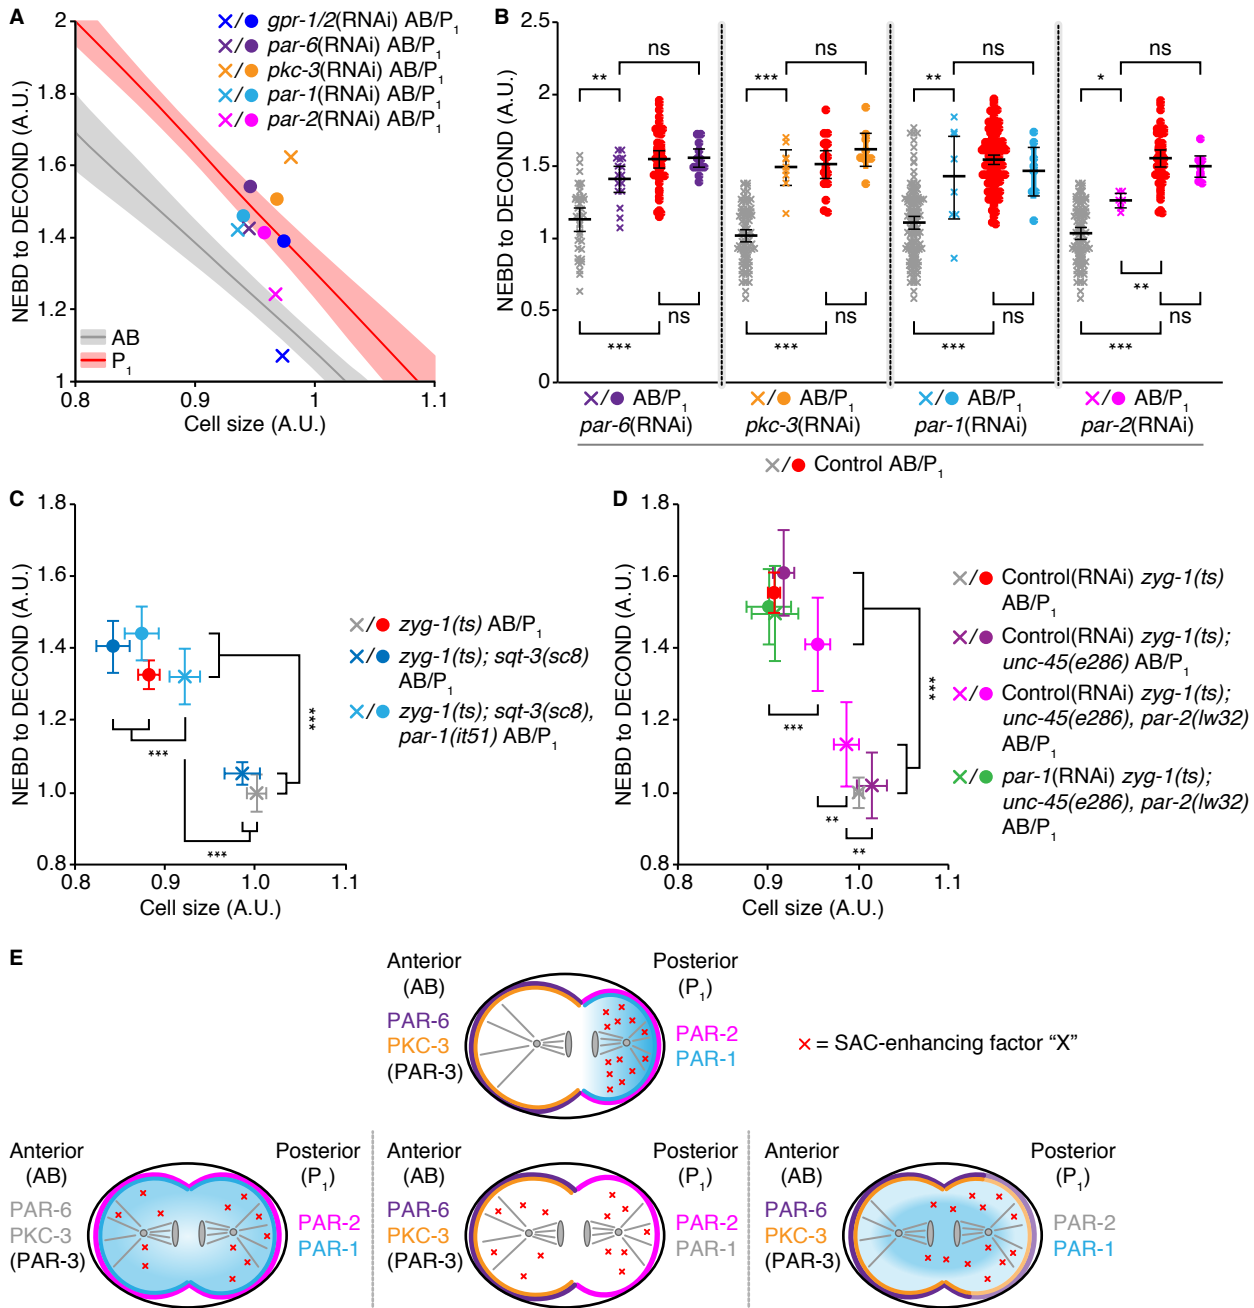 A
NEBD to DECOND (A.U.)
2
1.8
1.6
1.4
1.2
1
0.8
0.9
1
1.1
Cell size (A.U.)
×/● gpr-1/2(RNAi) AB/P1
×/● par-6(RNAi) AB/P1
×/● pkc-3(RNAi) AB/P1
×/● par-1(RNAi) AB/P1
×/● par-2(RNAi) AB/P1
AB
P1
B
NEBD to DECOND (A.U.)
2.5
2
1.5
1
0.5
0
ns
**
***
ns
ns
***
***
ns
ns
**
***
ns
ns
*
**
***
ns
×/● AB/P1
par-6(RNAi)
×/● AB/P1
pkc-3(RNAi)
×/● AB/P1
par-1(RNAi)
×/● AB/P1
par-2(RNAi)
×/● Control AB/P1
C
NEBD to DECOND (A.U.)
1.8
1.6
1.4
1.2
1.0
0.8
0.8
0.9
1.0
1.1
Cell size (A.U.)
***
***
***
×/● zyg-1(ts) AB/P1
×/● zyg-1(ts); sqt-3(sc8)
AB/P1
×/● zyg-1(ts); sqt-3(sc8),
par-1(it51) AB/P1
D
NEBD to DECOND (A.U.)
1.8
1.6
1.4
1.2
1.0
0.8
0.8
0.9
1.0
1.1
Cell size (A.U.)
***
***
**
**
×/● Control(RNAi) zyg-1(ts)
AB/P1
×/● Control(RNAi) zyg-1(ts);
unc-45(e286) AB/P1
×/● Control(RNAi) zyg-1(ts);
unc-45(e286), par-2(lw32)
AB/P1
×/● par-1(RNAi) zyg-1(ts);
unc-45(e286), par-2(lw32)
AB/P1
E
Anterior
(AB)
PAR-6
PKC-3
(PAR-3)
Posterior
(P1)
PAR-2
PAR-1
× = SAC-enhancing factor “X”
Anterior
(AB)
PAR-6
PKC-3
(PAR-3)
Posterior
(P1)
PAR-2
PAR-1
Anterior
(AB)
PAR-6
PKC-3
(PAR-3)
Posterior
(P1)
PAR-2
PAR-1
Anterior
(AB)
PAR-6
PKC-3
(PAR-3)
Posterior
(P1)
PAR-2
PAR-1